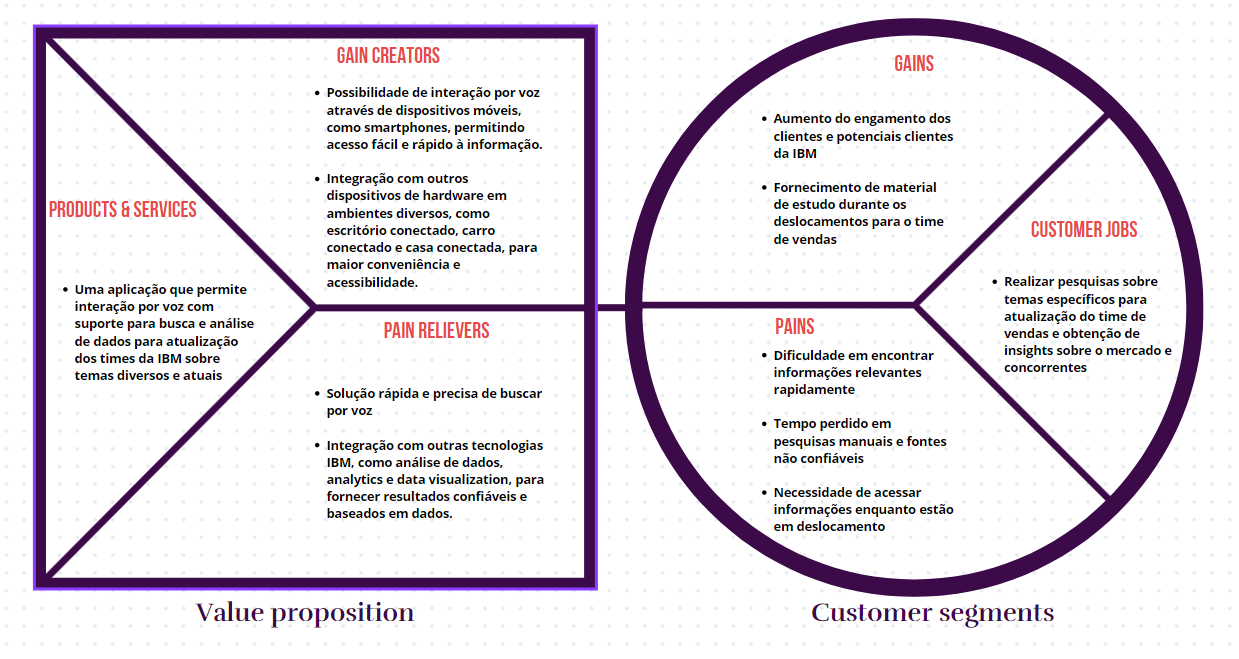 GAIN CREATORS
• Possibilidade de interação por voz
através de dispositivos móveis,
como smartphones, permitindo
acesso fácil e rápido à informação.
• Integração com outros
dispositivos de hardware em
ambientes diversos, como
escritório conectado, carro
conectado e casa conectada, para
maior conveniência e
acessibilidade.
PRODUCTS & SERVICES
• Uma aplicação que permite
interação por voz com
suporte para busca e análise
de dados para atualização
dos times da IBM sobre
temas diversos e atuais
PAIN RELIEVERS
• Solução rápida e precisa de buscar
por voz
• Integração com outras tecnologias
IBM, como análise de dados,
analytics e data visualization, para
fornecer resultados confiáveis e
baseados em dados.
Value proposition
GAINS
• Aumento do engamento dos
clientes e potenciais clientes
da IBM
• Fornecimento de material
de estudo durante os
deslocamentos para o time
de vendas
CUSTOMER JOBS
• Realizar pesquisas sobre
temas específicos para
atualização do time de
vendas e obtenção de
insights sobre o mercado e
concorrentes
PAINS
• Dificuldade em encontrar
informações relevantes
rapidamente
• Tempo perdido em
pesquisas manuais e fontes
não confiáveis
• Necessidade de acessar
informações enquanto estão
em deslocamento
Customer segments